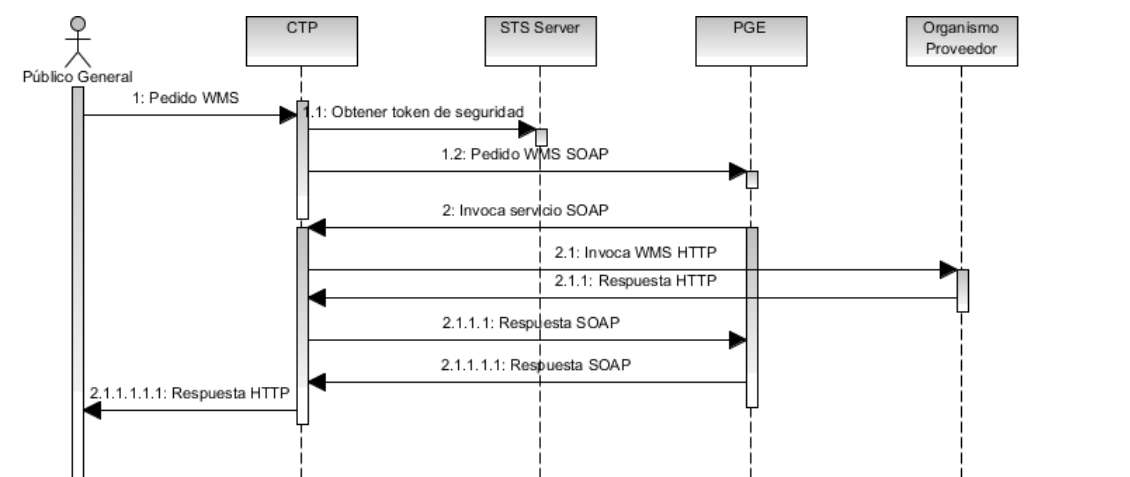 CTP
STS Server
PGE
Organismo
Proveedor
Público General
1: Pedido WMS
1.1: Obtener token de seguridad
1.2: Pedido WMS SOAP
2: Invoca servicio SOAP
2.1: Invoca WMS HTTP
2.1.1: Respuesta HTTP
2.1.1.1: Respuesta SOAP
2.1.1.1.1: Respuesta SOAP
2.1.1.1.1.1: Respuesta HTTP